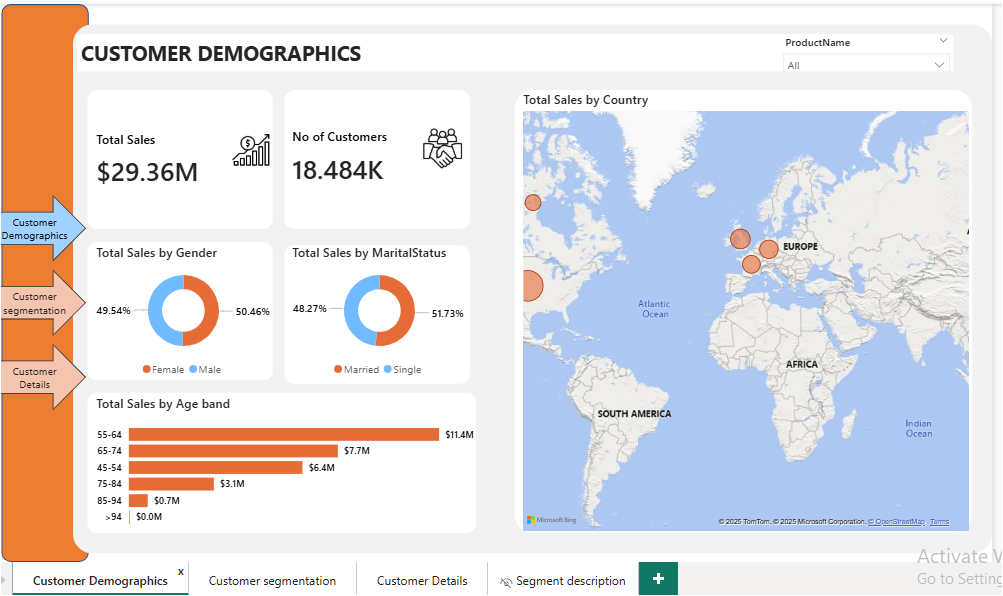 CUSTOMER DEMOGRAPHICS
ProductName
All
Total Sales
$29.36M
No of Customers
18.484K
Total Sales by Country
EUROPE
Atlantic
Ocean
AFRICA
SOUTH AMERICA
Indian
Ocean
Microsoft Bing
© 2025 TomTom, © 2025 Microsoft Corporation, © OpenStreetMap Terms
Customer
Demographics
Customer
segmentation
Customer
Details
Total Sales by Gender
49.54%
50.46%
Female
Male
Total Sales by MaritalStatus
48.27%
51.73%
Married
Single
Total Sales by Age band
55-64 $11.4M
65-74 $7.7M
45-54 $6.4M
75-84 $3.1M
85-94 $0.7M
>94 $0.0M
Activate
Go to Setting
Customer Demographics x
Customer segmentation
Customer Details
Segment description
+